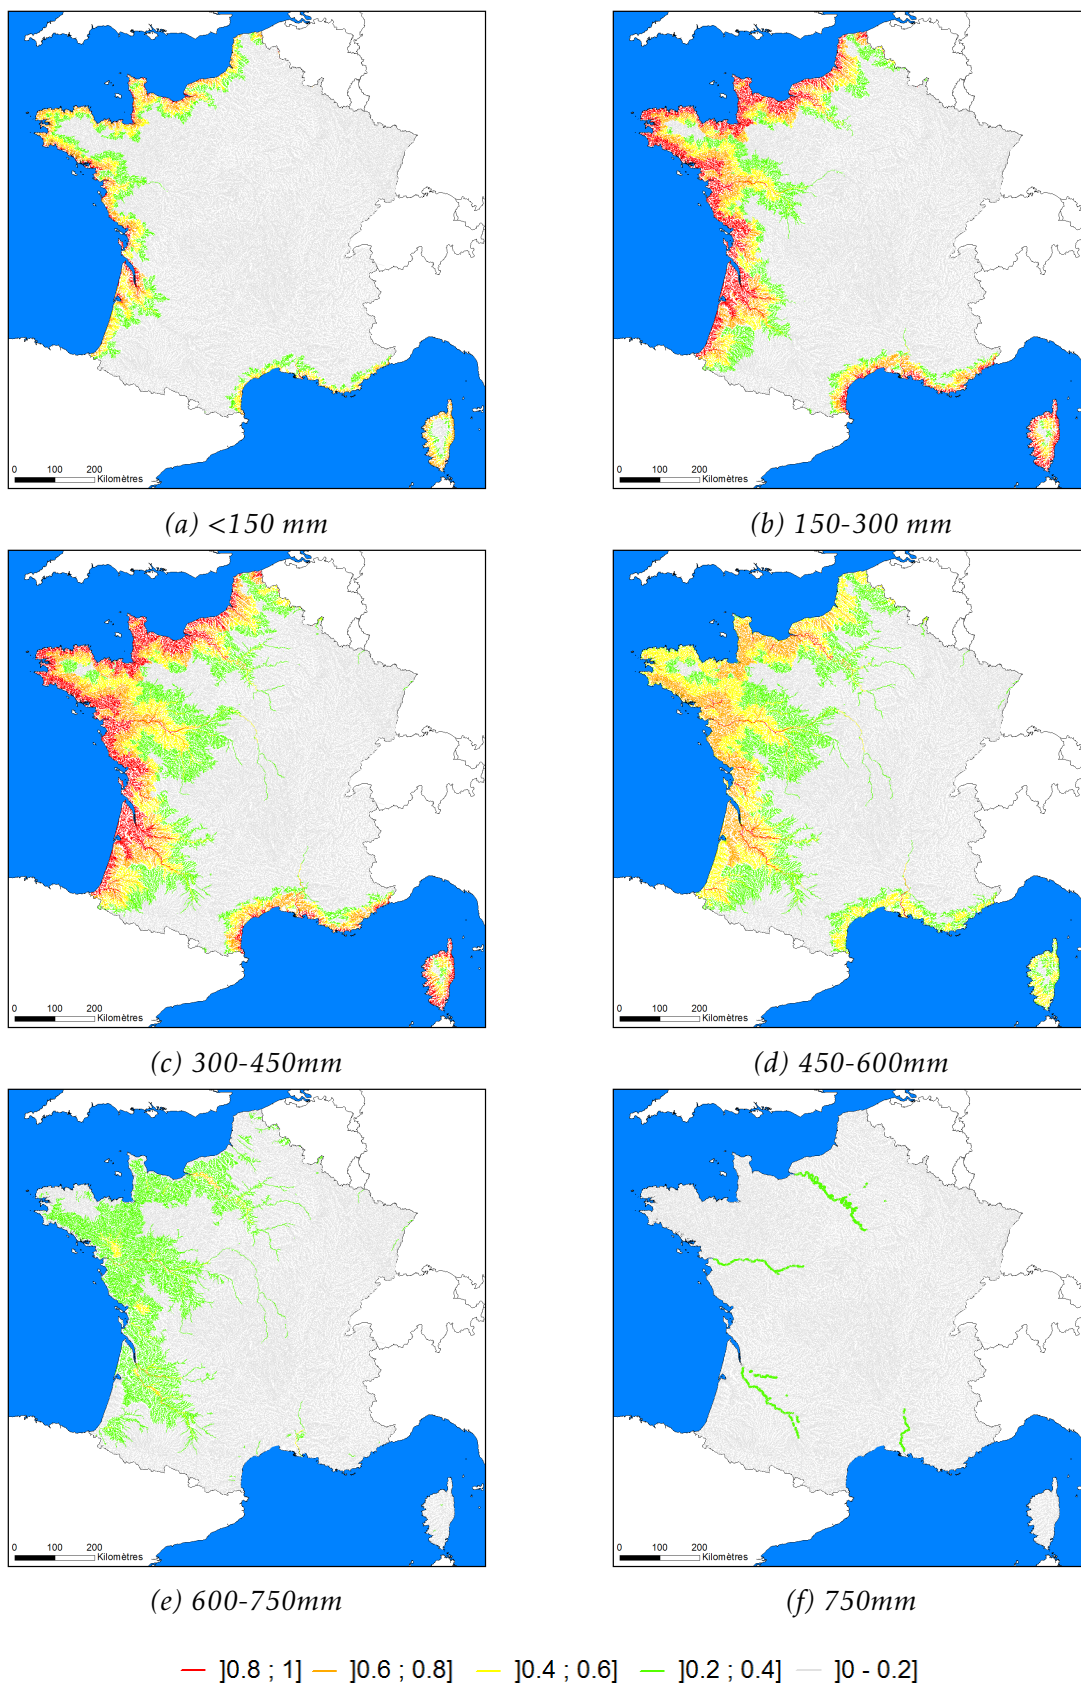 0 100 200
Kilomètres
0 100 200
Kilomètres
(a) <150 mm
(b) 150-300 mm
0 100 200
Kilomètres
0 100 200
Kilomètres
(c) 300-450mm
(d) 450-600mm
0 100 200
Kilomètres
0 100 200
Kilomètres
(e) 600-750mm
(f) 750mm
]0.8 ; 1] ]0.6 ; 0.8] ]0.4 ; 0.6] ]0.2 ; 0.4] ]0 - 0.2]